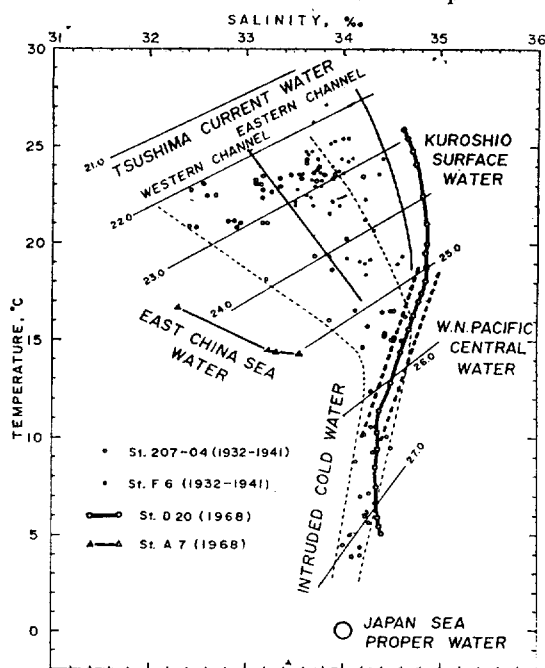 SALINITY, ‰.
31 32 33 34 35
30
25
20
15
10
5
0
TEMPERATURE, °C
21.0
TSUSHIMA CURRENT WATER
EASTERN CHANNEL
WESTERN CHANNEL
22.0
23.0
24.0
25.0
26.0
27.0
KUROSHIO
SURFACE
WATER
EAST CHINA SEA
WATER
W.N. PACIFIC
CENTRAL
WATER
INTRUDED COLD WATER
St. 207-04 (1932-1941)
St. F 6 (1932-1941)
St. D 20 (1968)
St. A 7 (1968)
JAPAN SEA
PROPER WATER